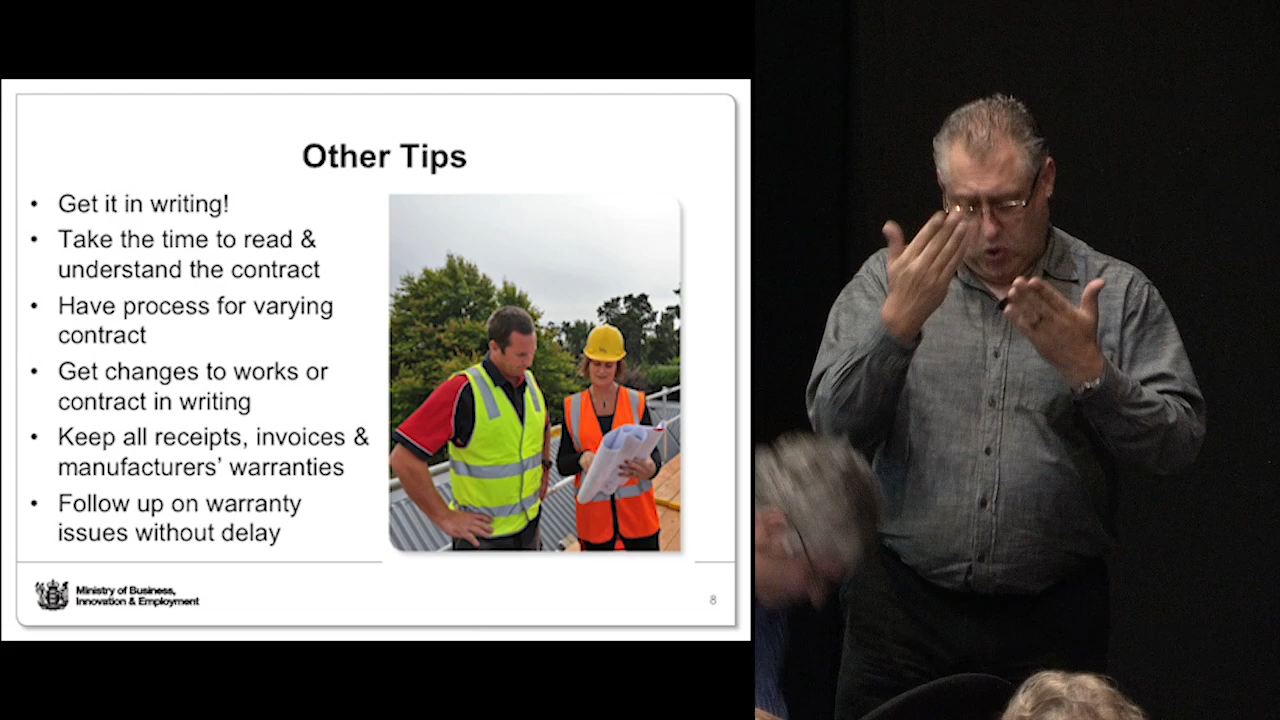 Other Tips
• Get it in writing!
• Take the time to read &
understand the contract
• Have process for varying
contract
• Get changes to works or
contract in writing
• Keep all receipts, invoices &
manufacturers’ warranties
• Follow up on warranty
issues without delay
Ministry of Business,
Innovation & Employment
8